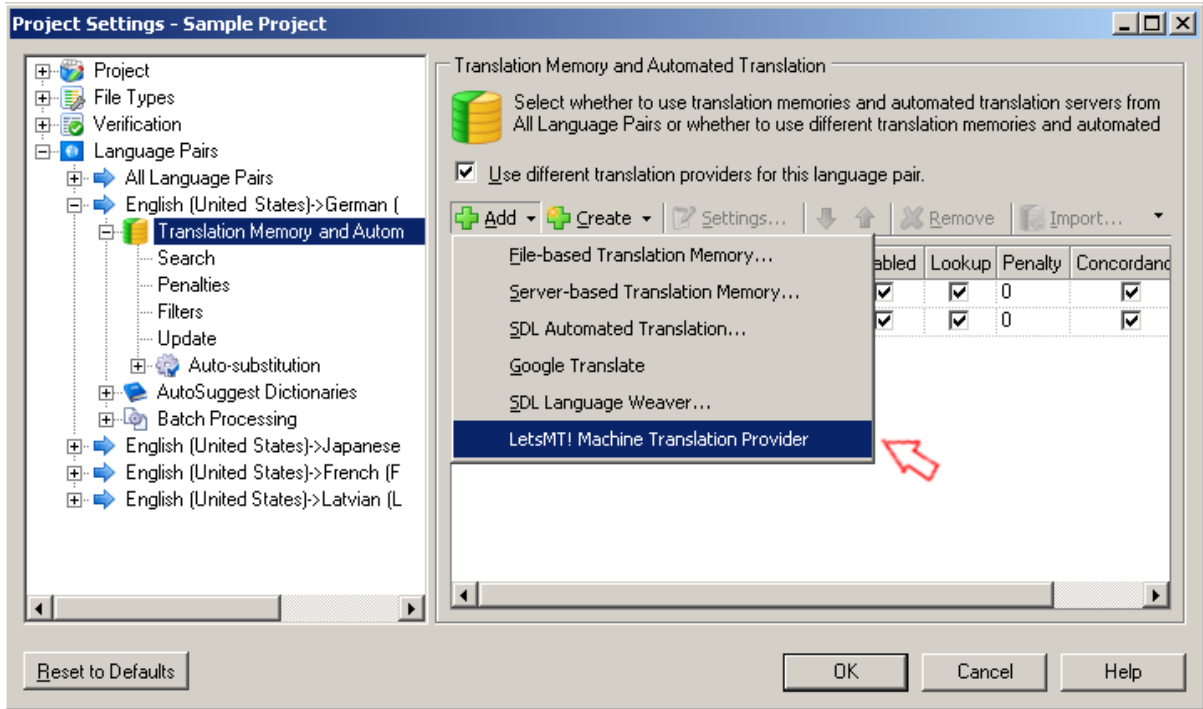 Project Settings - Sample Project
Project
File Types
Verification
Language Pairs
All Language Pairs
English (United States)->German (
Translation Memory and Autom
Search
Penalties
Filters
Update
Auto-substitution
AutoSuggest Dictionaries
Batch Processing
English (United States)->Japanese
English (United States)->French (F
English (United States)->Latvian (L
Translation Memory and Automated Translation
Select whether to use translation memories and automated translation servers from
All Language Pairs or whether to use different translation memories and automated
Use different translation providers for this language pair.
Add Create Settings... Remove Import...
File-based Translation Memory...
Server-based Translation Memory...
SDL Automated Translation...
Google Translate
SDL Language Weaver...
LetsMT! Machine Translation Provider
abled Lookup Penalty Concordanc
0
0
Reset to Defaults OK Cancel Help